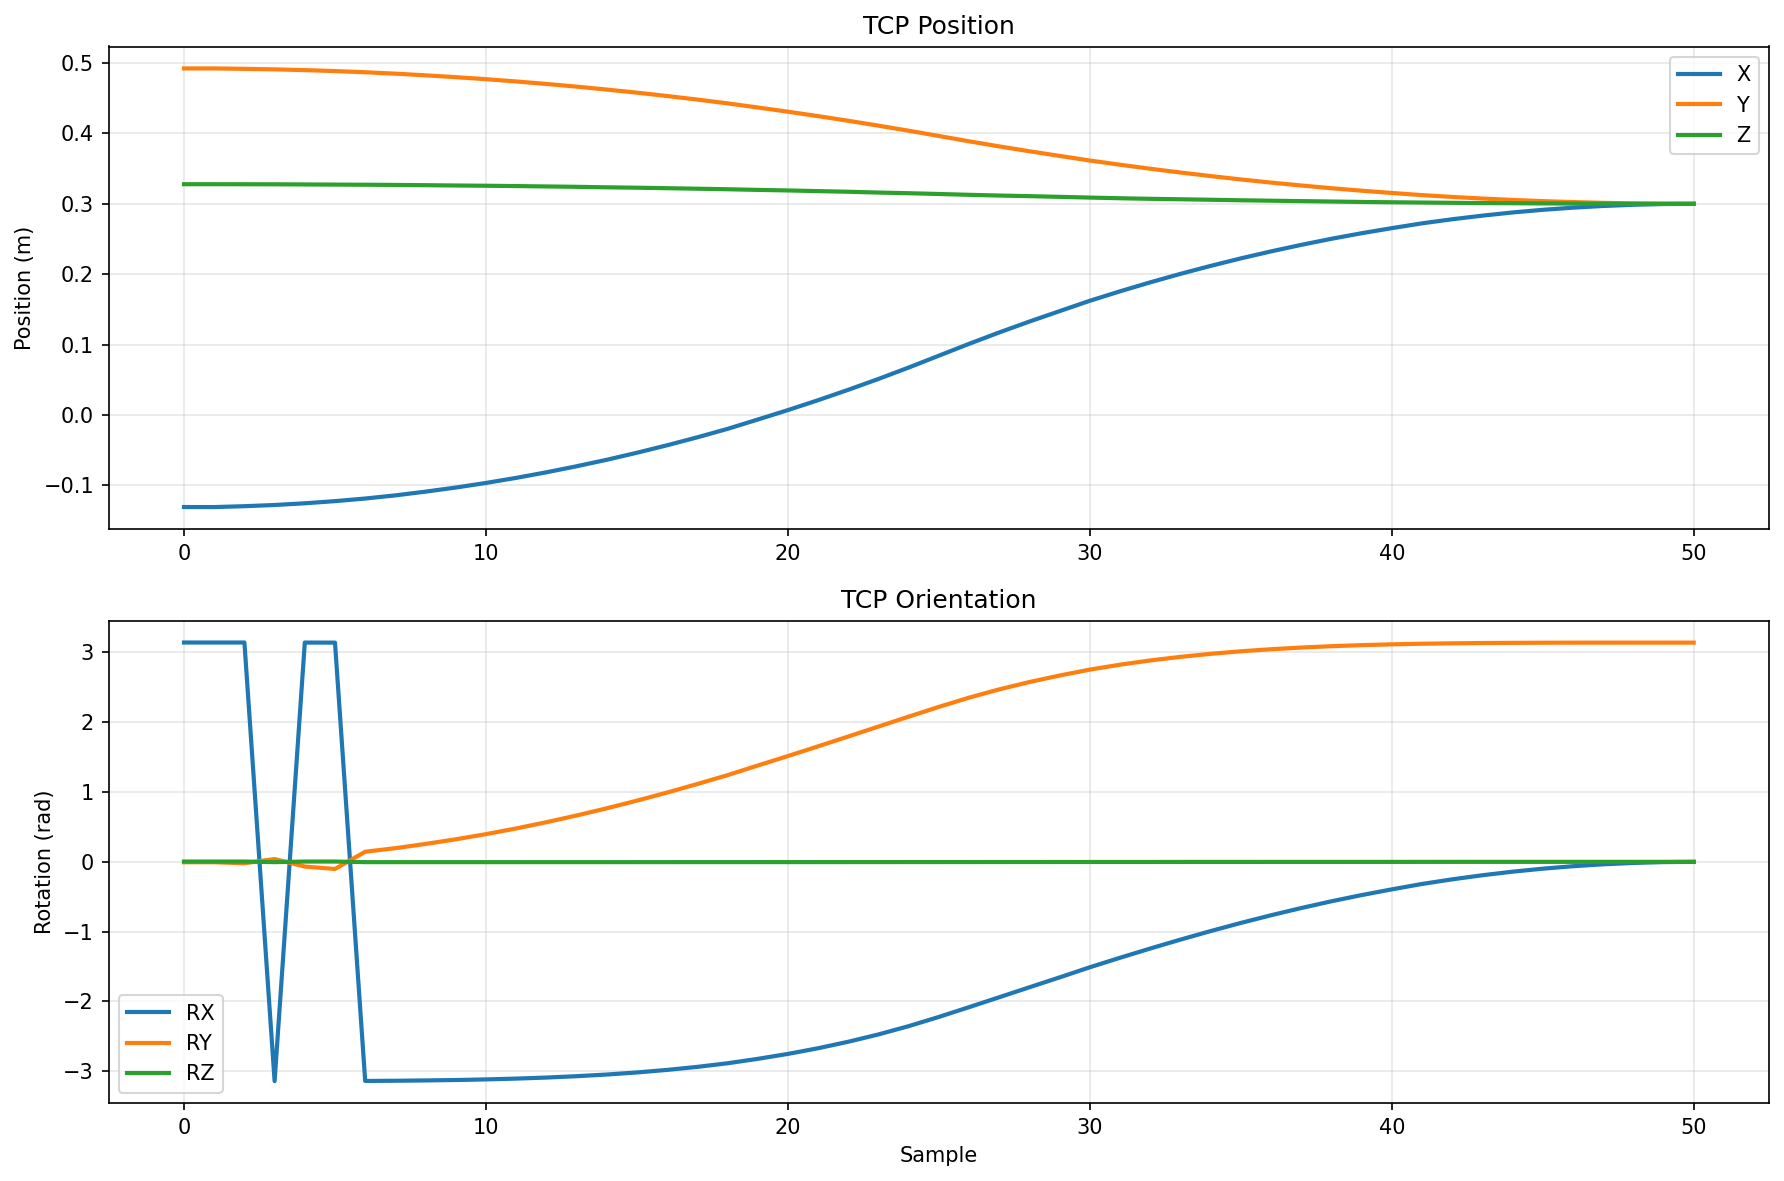 TCP Position
Position (m)
0.5
0.4
0.3
0.2
0.1
0.0
−0.1
X
Y
Z
0 10 20 30 40 50
TCP Orientation
Rotation (rad)
3
2
1
0
−1
−2
−3
RX
RY
RZ
0 10 20 30 40 50
Sample